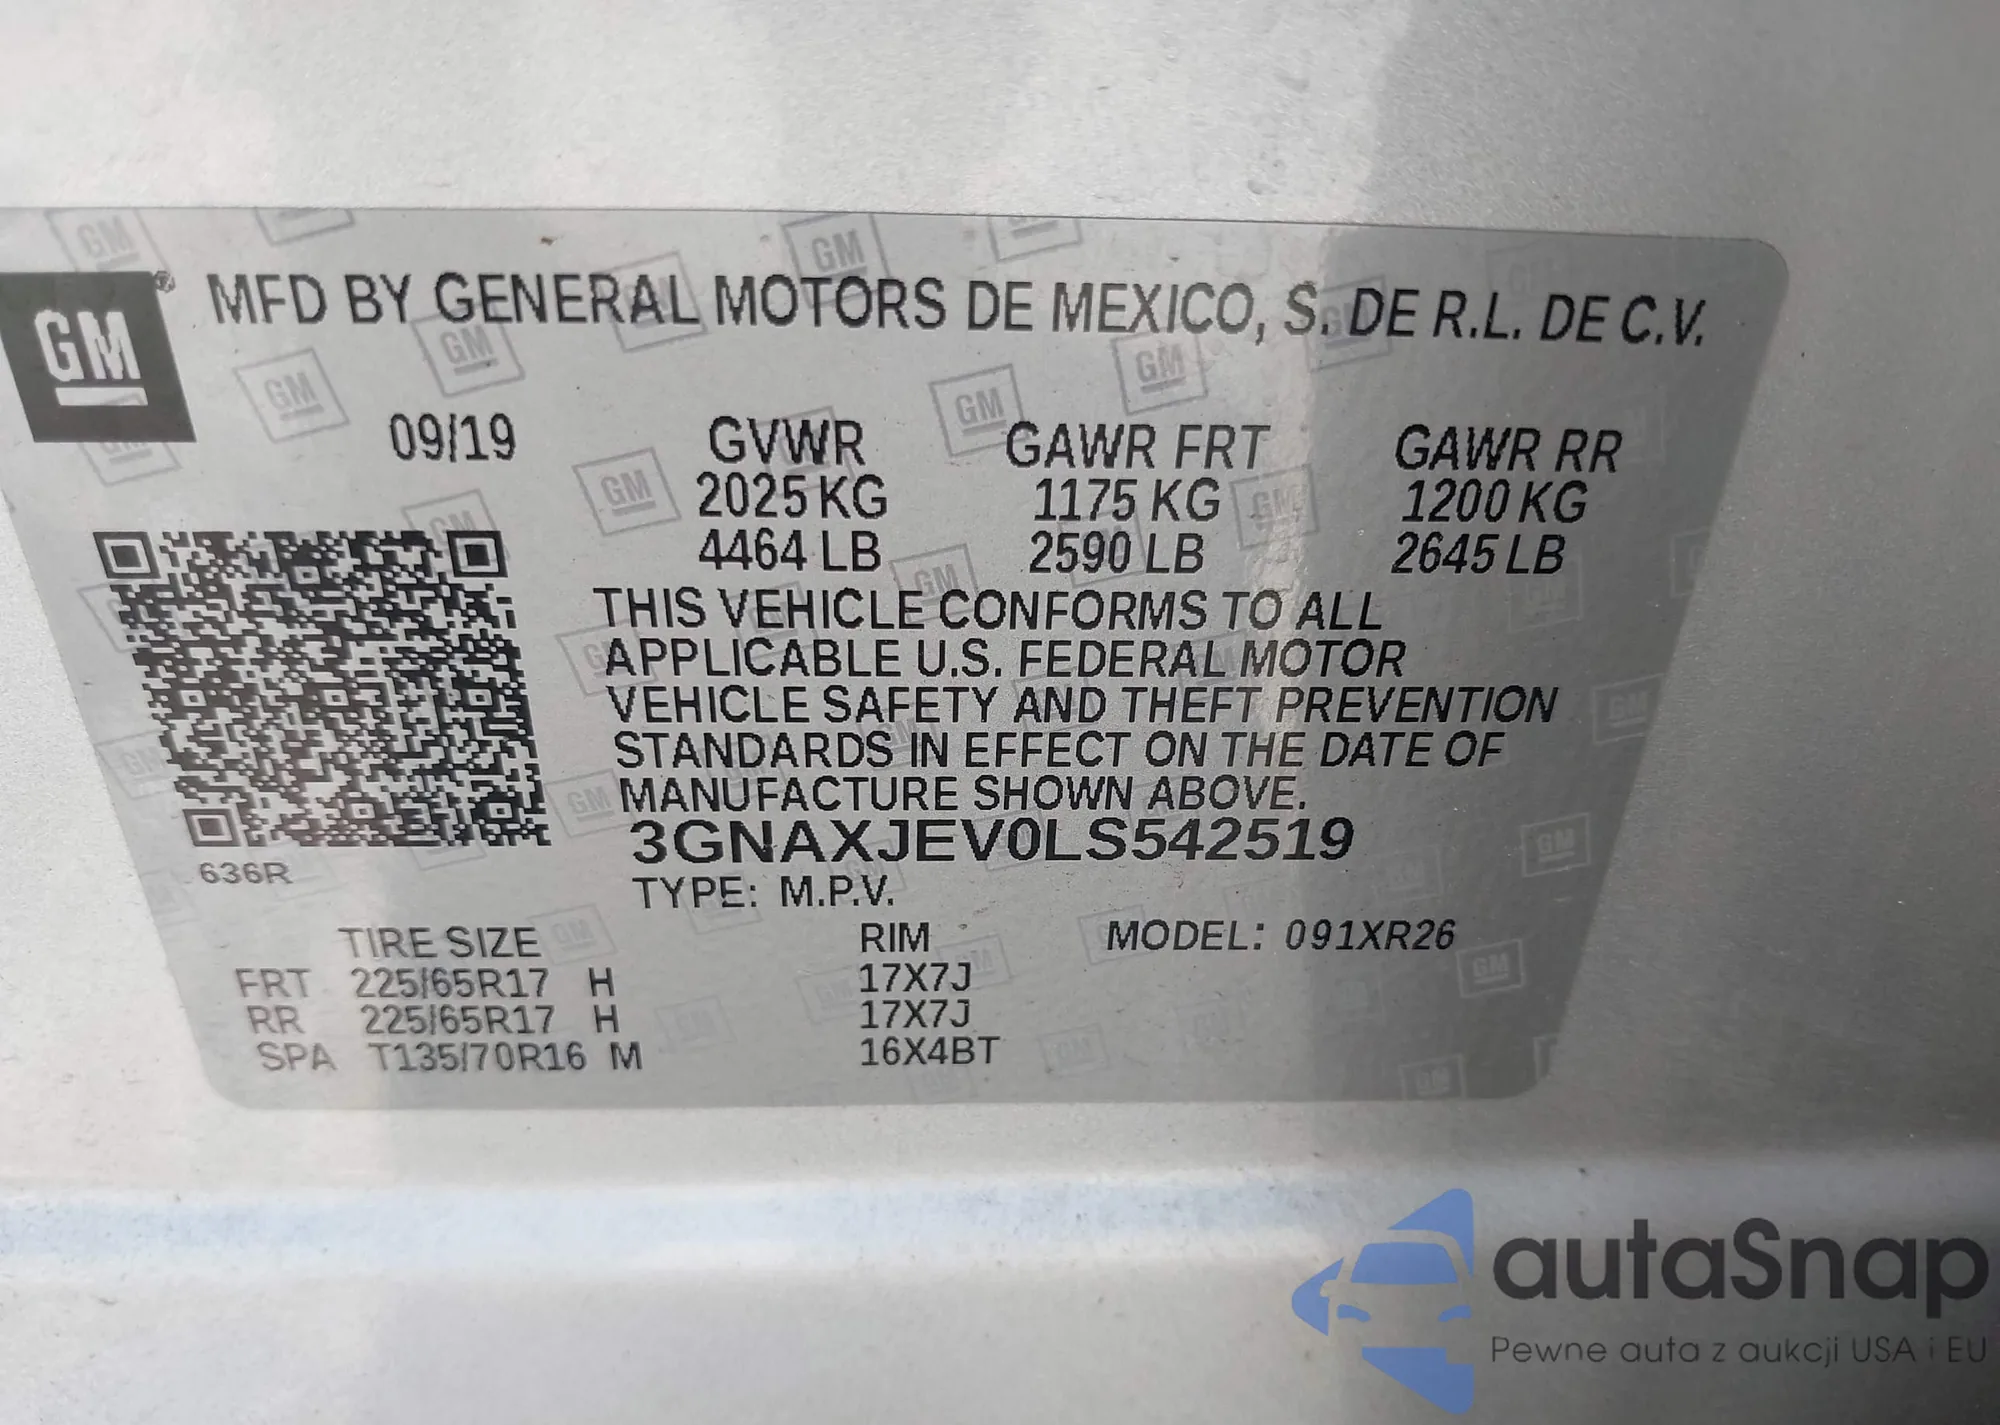 GM® MFD BY GENERAL MOTORS DE MEXICO, S. DE R.L. DE C.V.
09/19 GVWR GAWR FRT GAWR RR
2025 KG 1175 KG 1200 KG
4464 LB 2590 LB 2645 LB
THIS VEHICLE CONFORMS TO ALL
APPLICABLE U.S. FEDERAL MOTOR
VEHICLE SAFETY AND THEFT PREVENTION
STANDARDS IN EFFECT ON THE DATE OF
MANUFACTURE SHOWN ABOVE.
3GNAXJEV0LS542519
636R
TYPE: M.P.V.
TIRE SIZE RIM MODEL: 091XR26
FRT 225/65R17 H 17X7J
RR 225/65R17 H 17X7J
SPA T135/70R16 M 16X4BT
autaSnap
Pewne auta z aukcji USA i EU